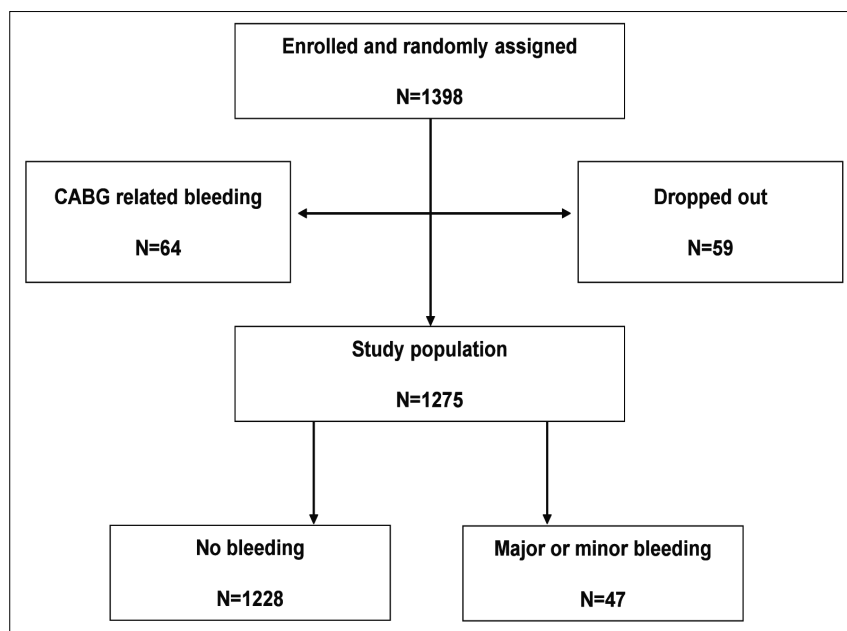 Enrolled and randomly assigned
N=1398
CABG related bleeding
N=64
Dropped out
N=59
Study population
N=1275
No bleeding
N=1228
Major or minor bleeding
N=47